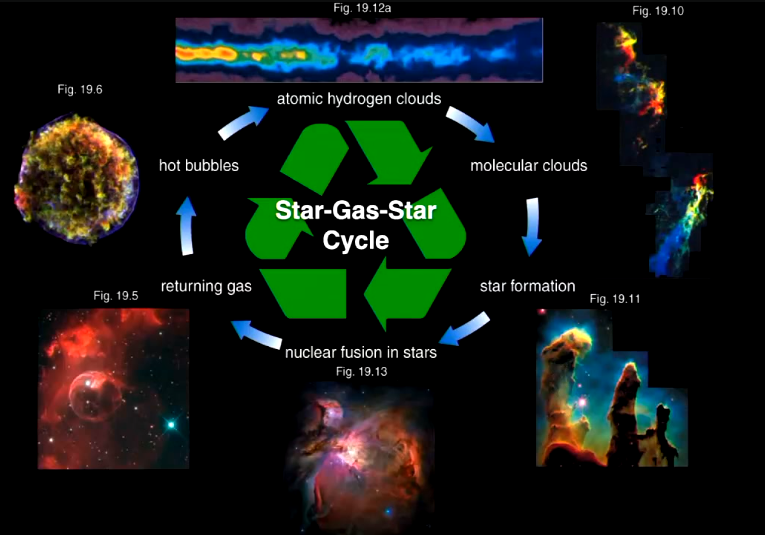 Fig. 19.12a
Fig. 19.10
Fig. 19.6
atomic hydrogen clouds
hot bubbles
molecular clouds
Star-Gas-Star
Cycle
returning gas
star formation
Fig. 19.5
Fig. 19.11
nuclear fusion in stars
Fig. 19.13